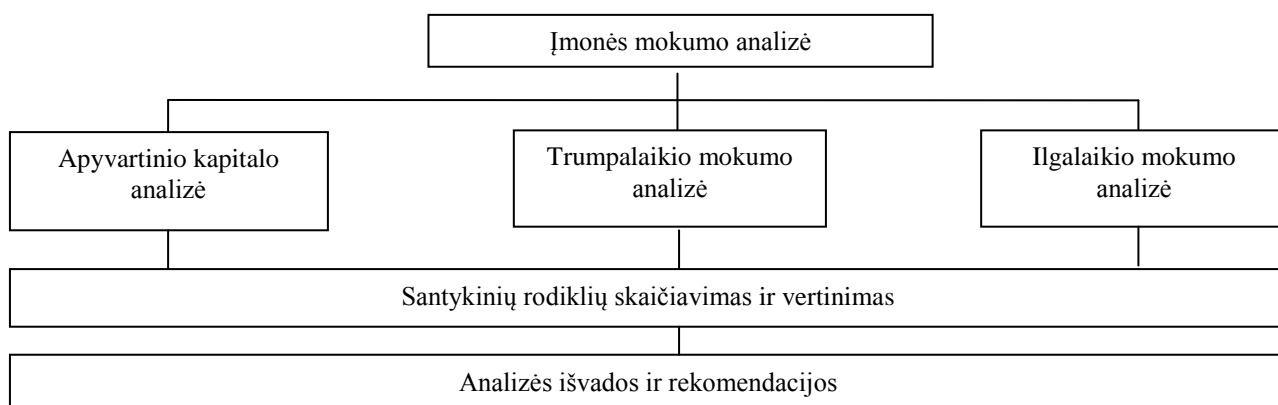 Įmonės mokumo analizė
Apyvartinio kapitalo
analizė
Trumpalaikio mokumo
analizė
Ilgalaikio mokumo
analizė
Santykinių rodiklių skaičiavimas ir vertinimas
Analizės išvados ir rekomendacijos